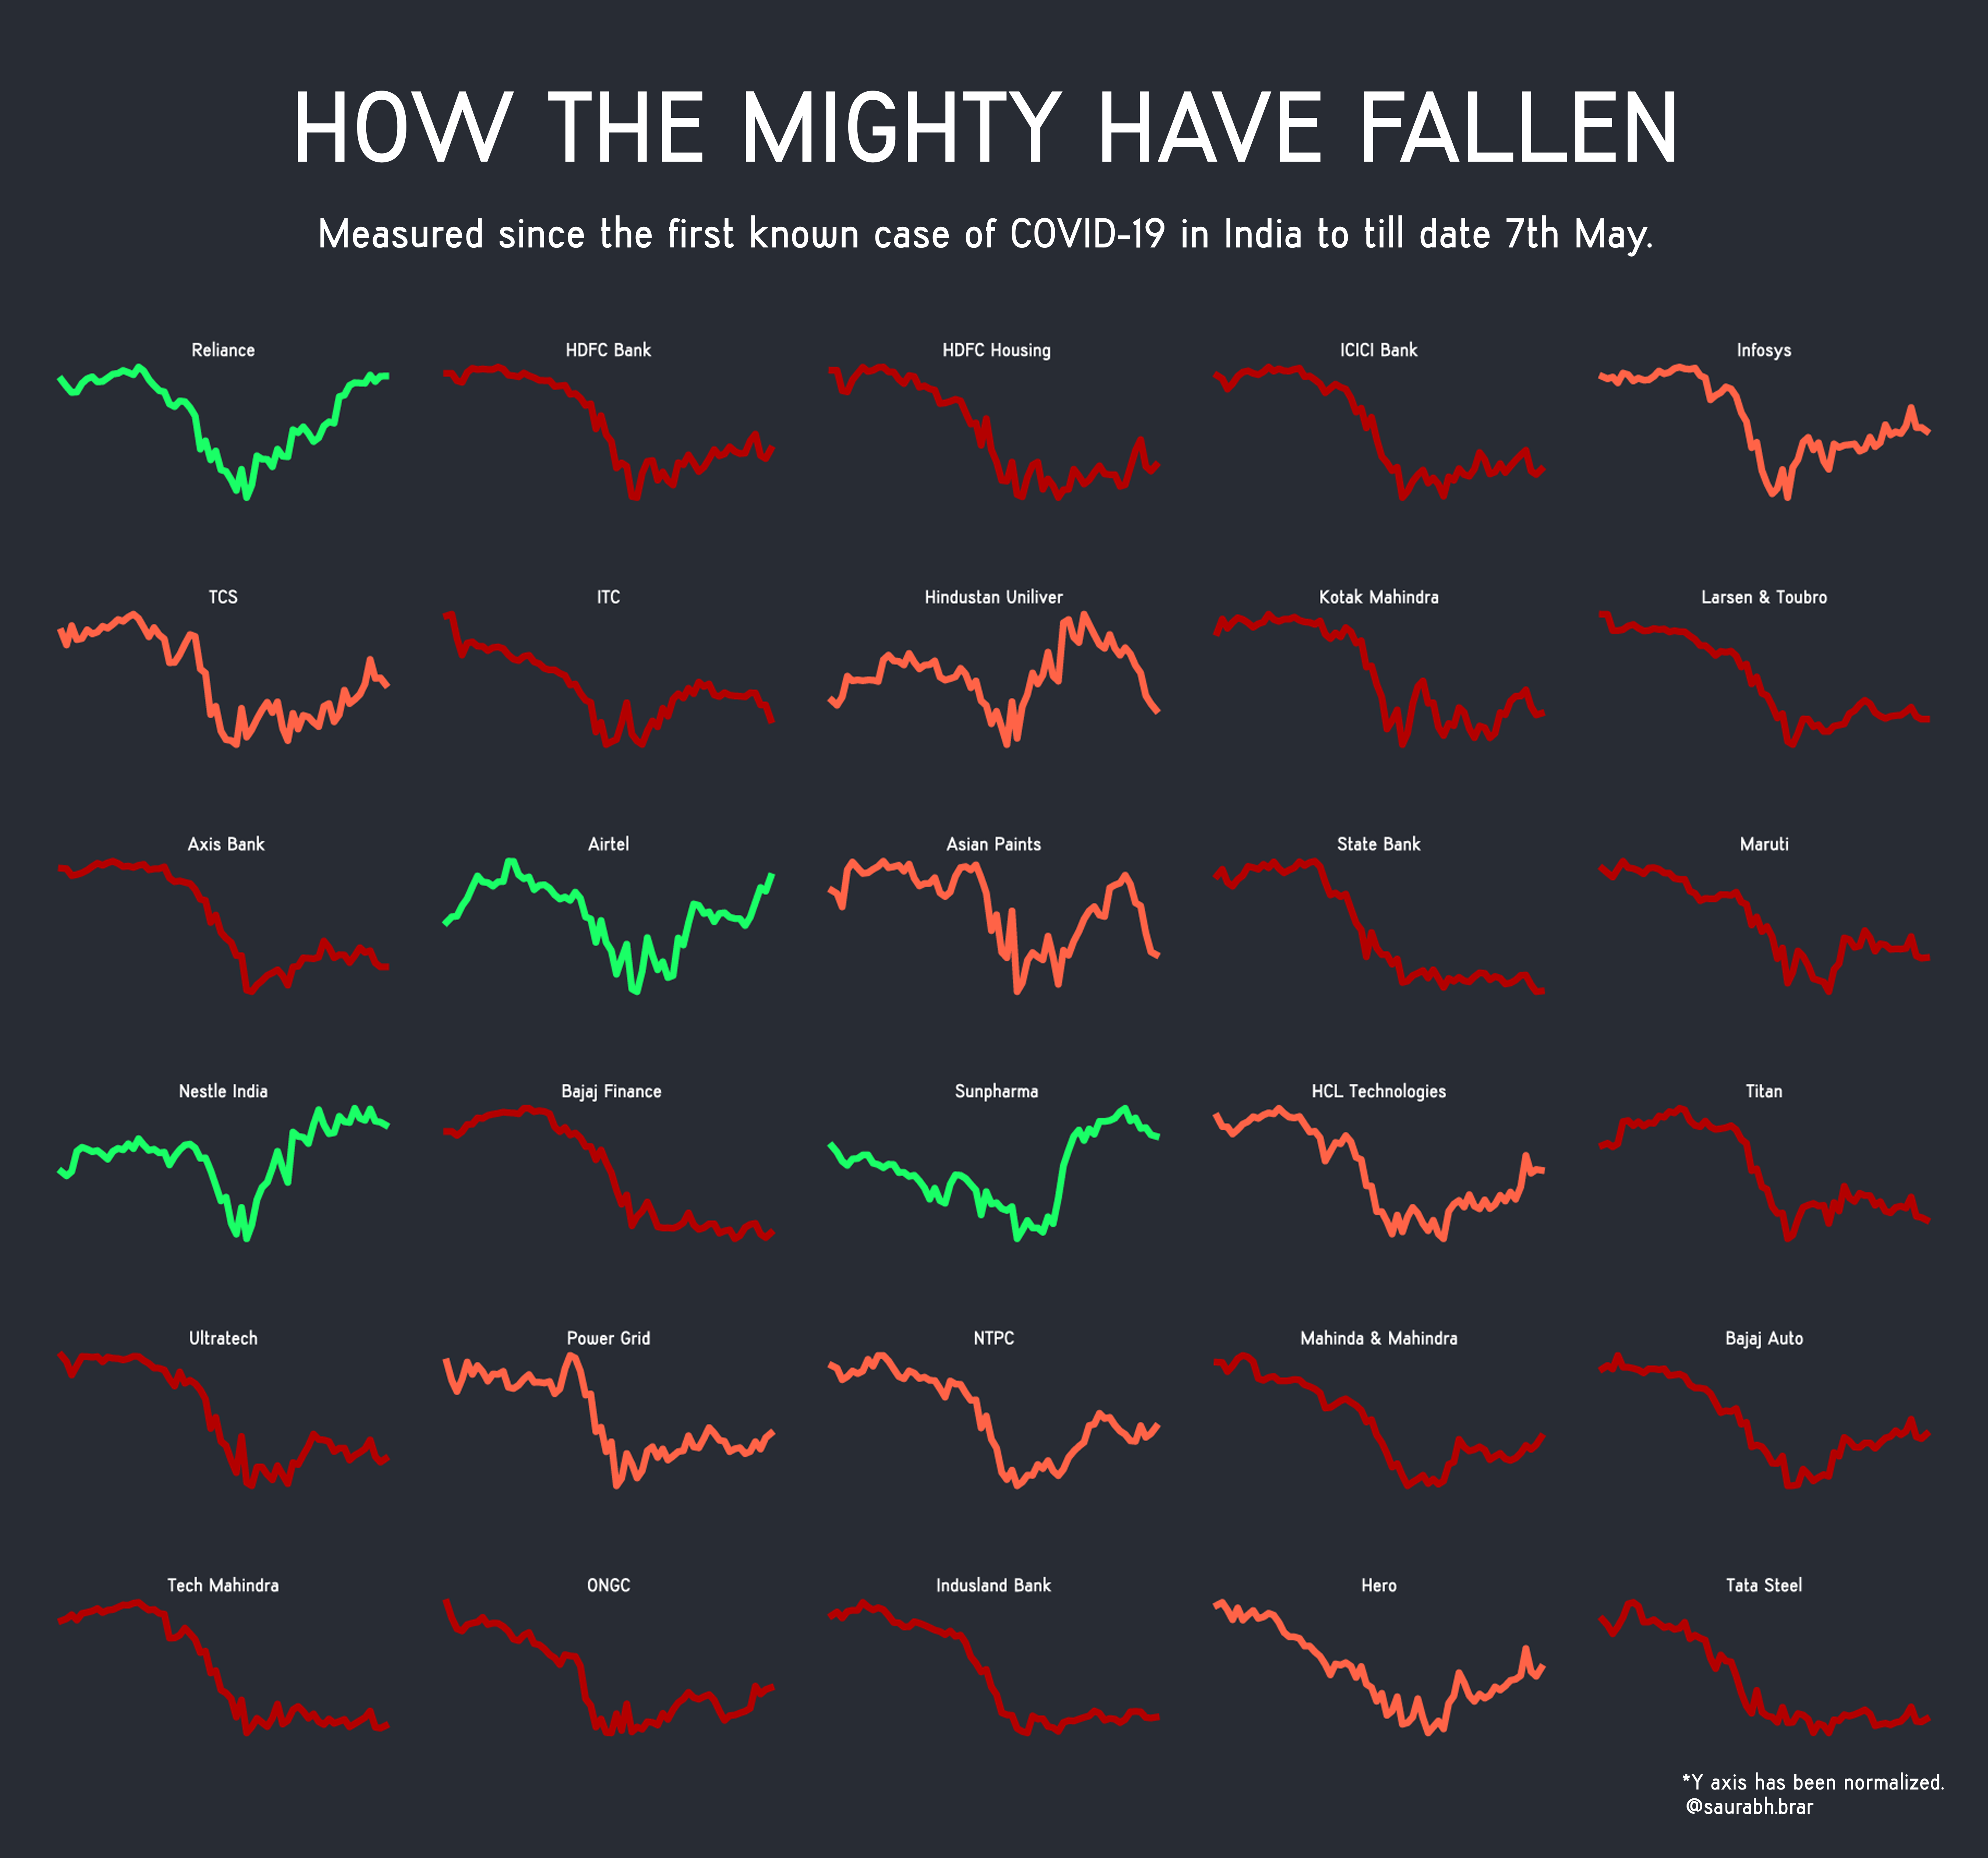 HOW THE MIGHTY HAVE FALLEN
Measured since the first known case of COVID-19 in India to till date 7th May.
Reliance
HDFC Bank
HDFC Housing
ICICI Bank
Infosys
TCS
ITC
Hindustan Uniliver
Kotak Mahindra
Larsen & Toubro
Axis Bank
Airtel
Asian Paints
State Bank
Maruti
Nestle India
Bajaj Finance
Sunpharma
HCL Technologies
Titan
Ultratech
Power Grid
NTPC
Mahinda & Mahindra
Bajaj Auto
Tech Mahindra
ONGC
Indusland Bank
Hero
Tata Steel
*Y axis has been normalized.
@saurabh.brar